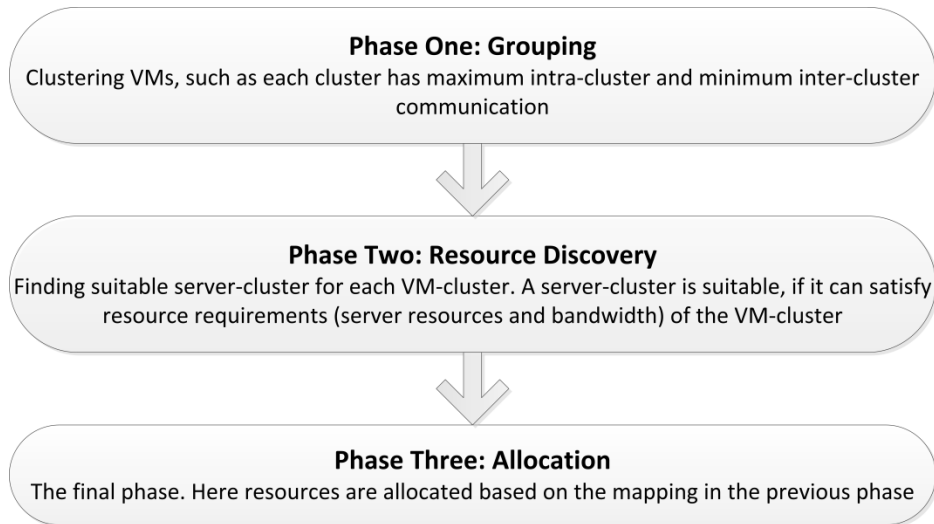 Phase One: Grouping
Clustering VMs, such as each cluster has maximum intra-cluster and minimum inter-cluster
communication
Phase Two: Resource Discovery
Finding suitable server-cluster for each VM-cluster. A server-cluster is suitable, if it can satisfy
resource requirements (server resources and bandwidth) of the VM-cluster
Phase Three: Allocation
The final phase. Here resources are allocated based on the mapping in the previous phase